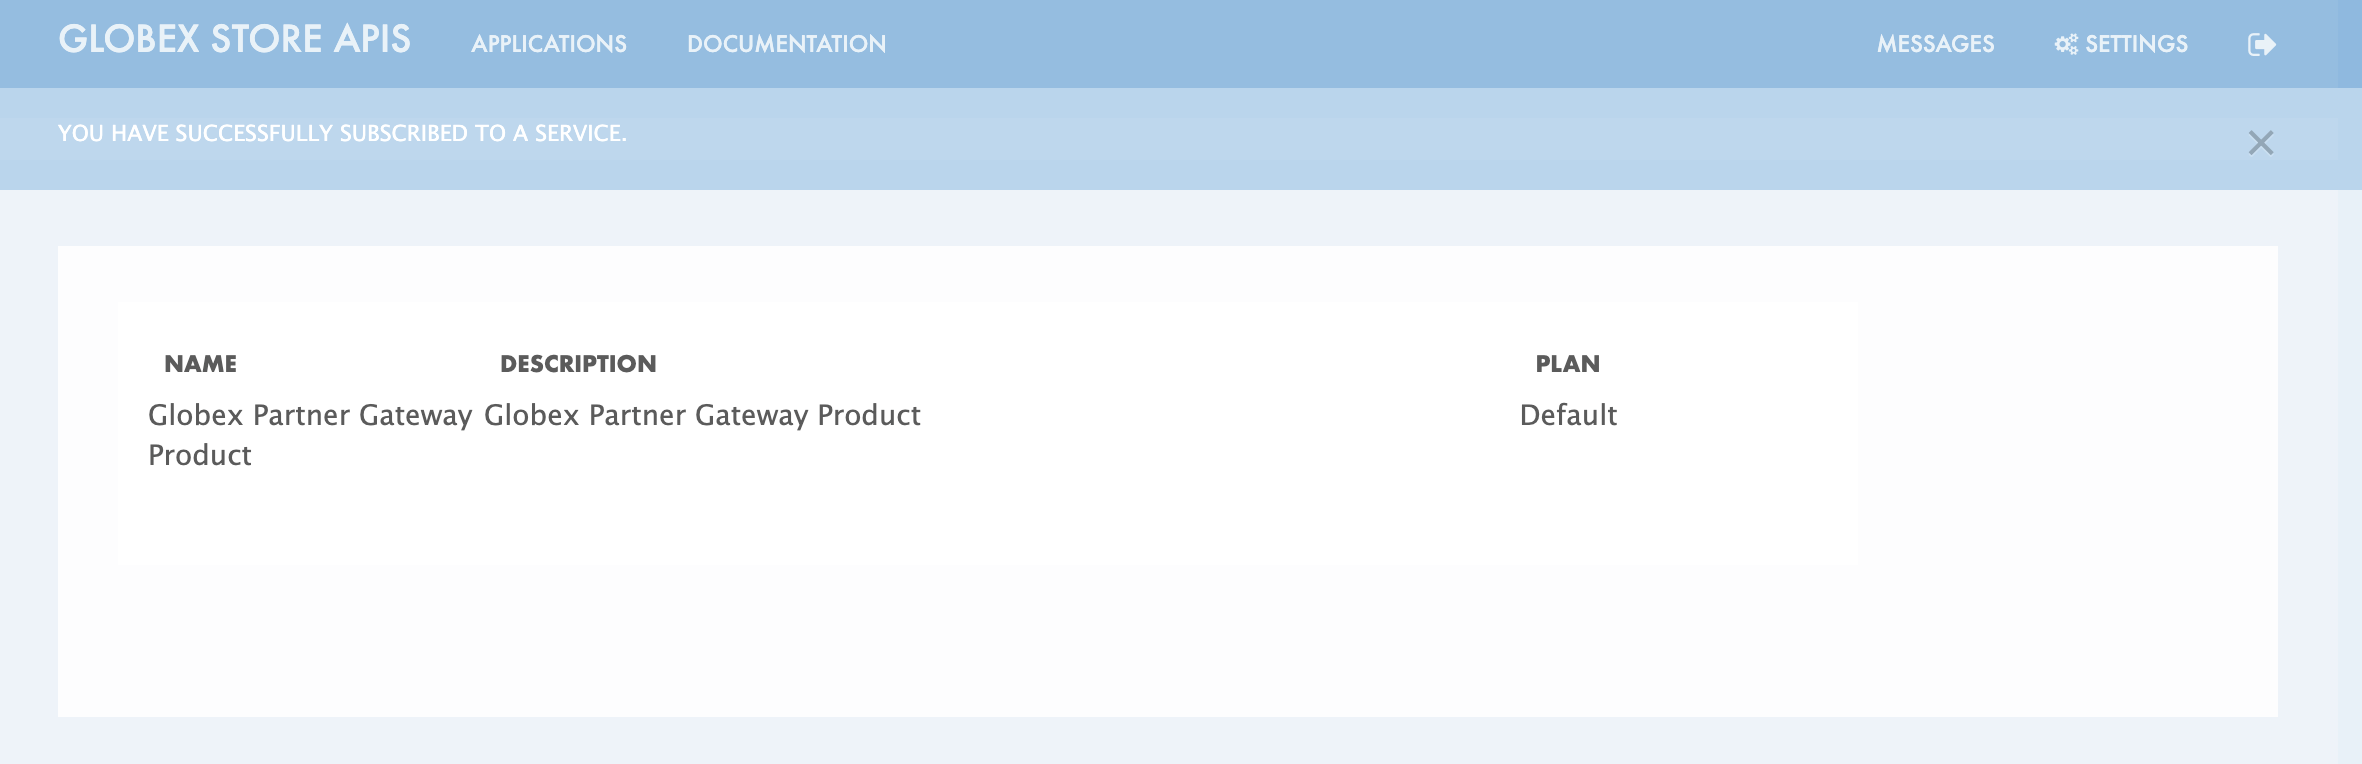 GLOBEX STORE APIS APPLICATIONS DOCUMENTATION MESSAGES SETTINGS
YOU HAVE SUCCESSFULLY SUBSCRIBED TO A SERVICE.
NAME DESCRIPTION PLAN
Globex Partner Gateway Globex Partner Gateway Product Default
Product